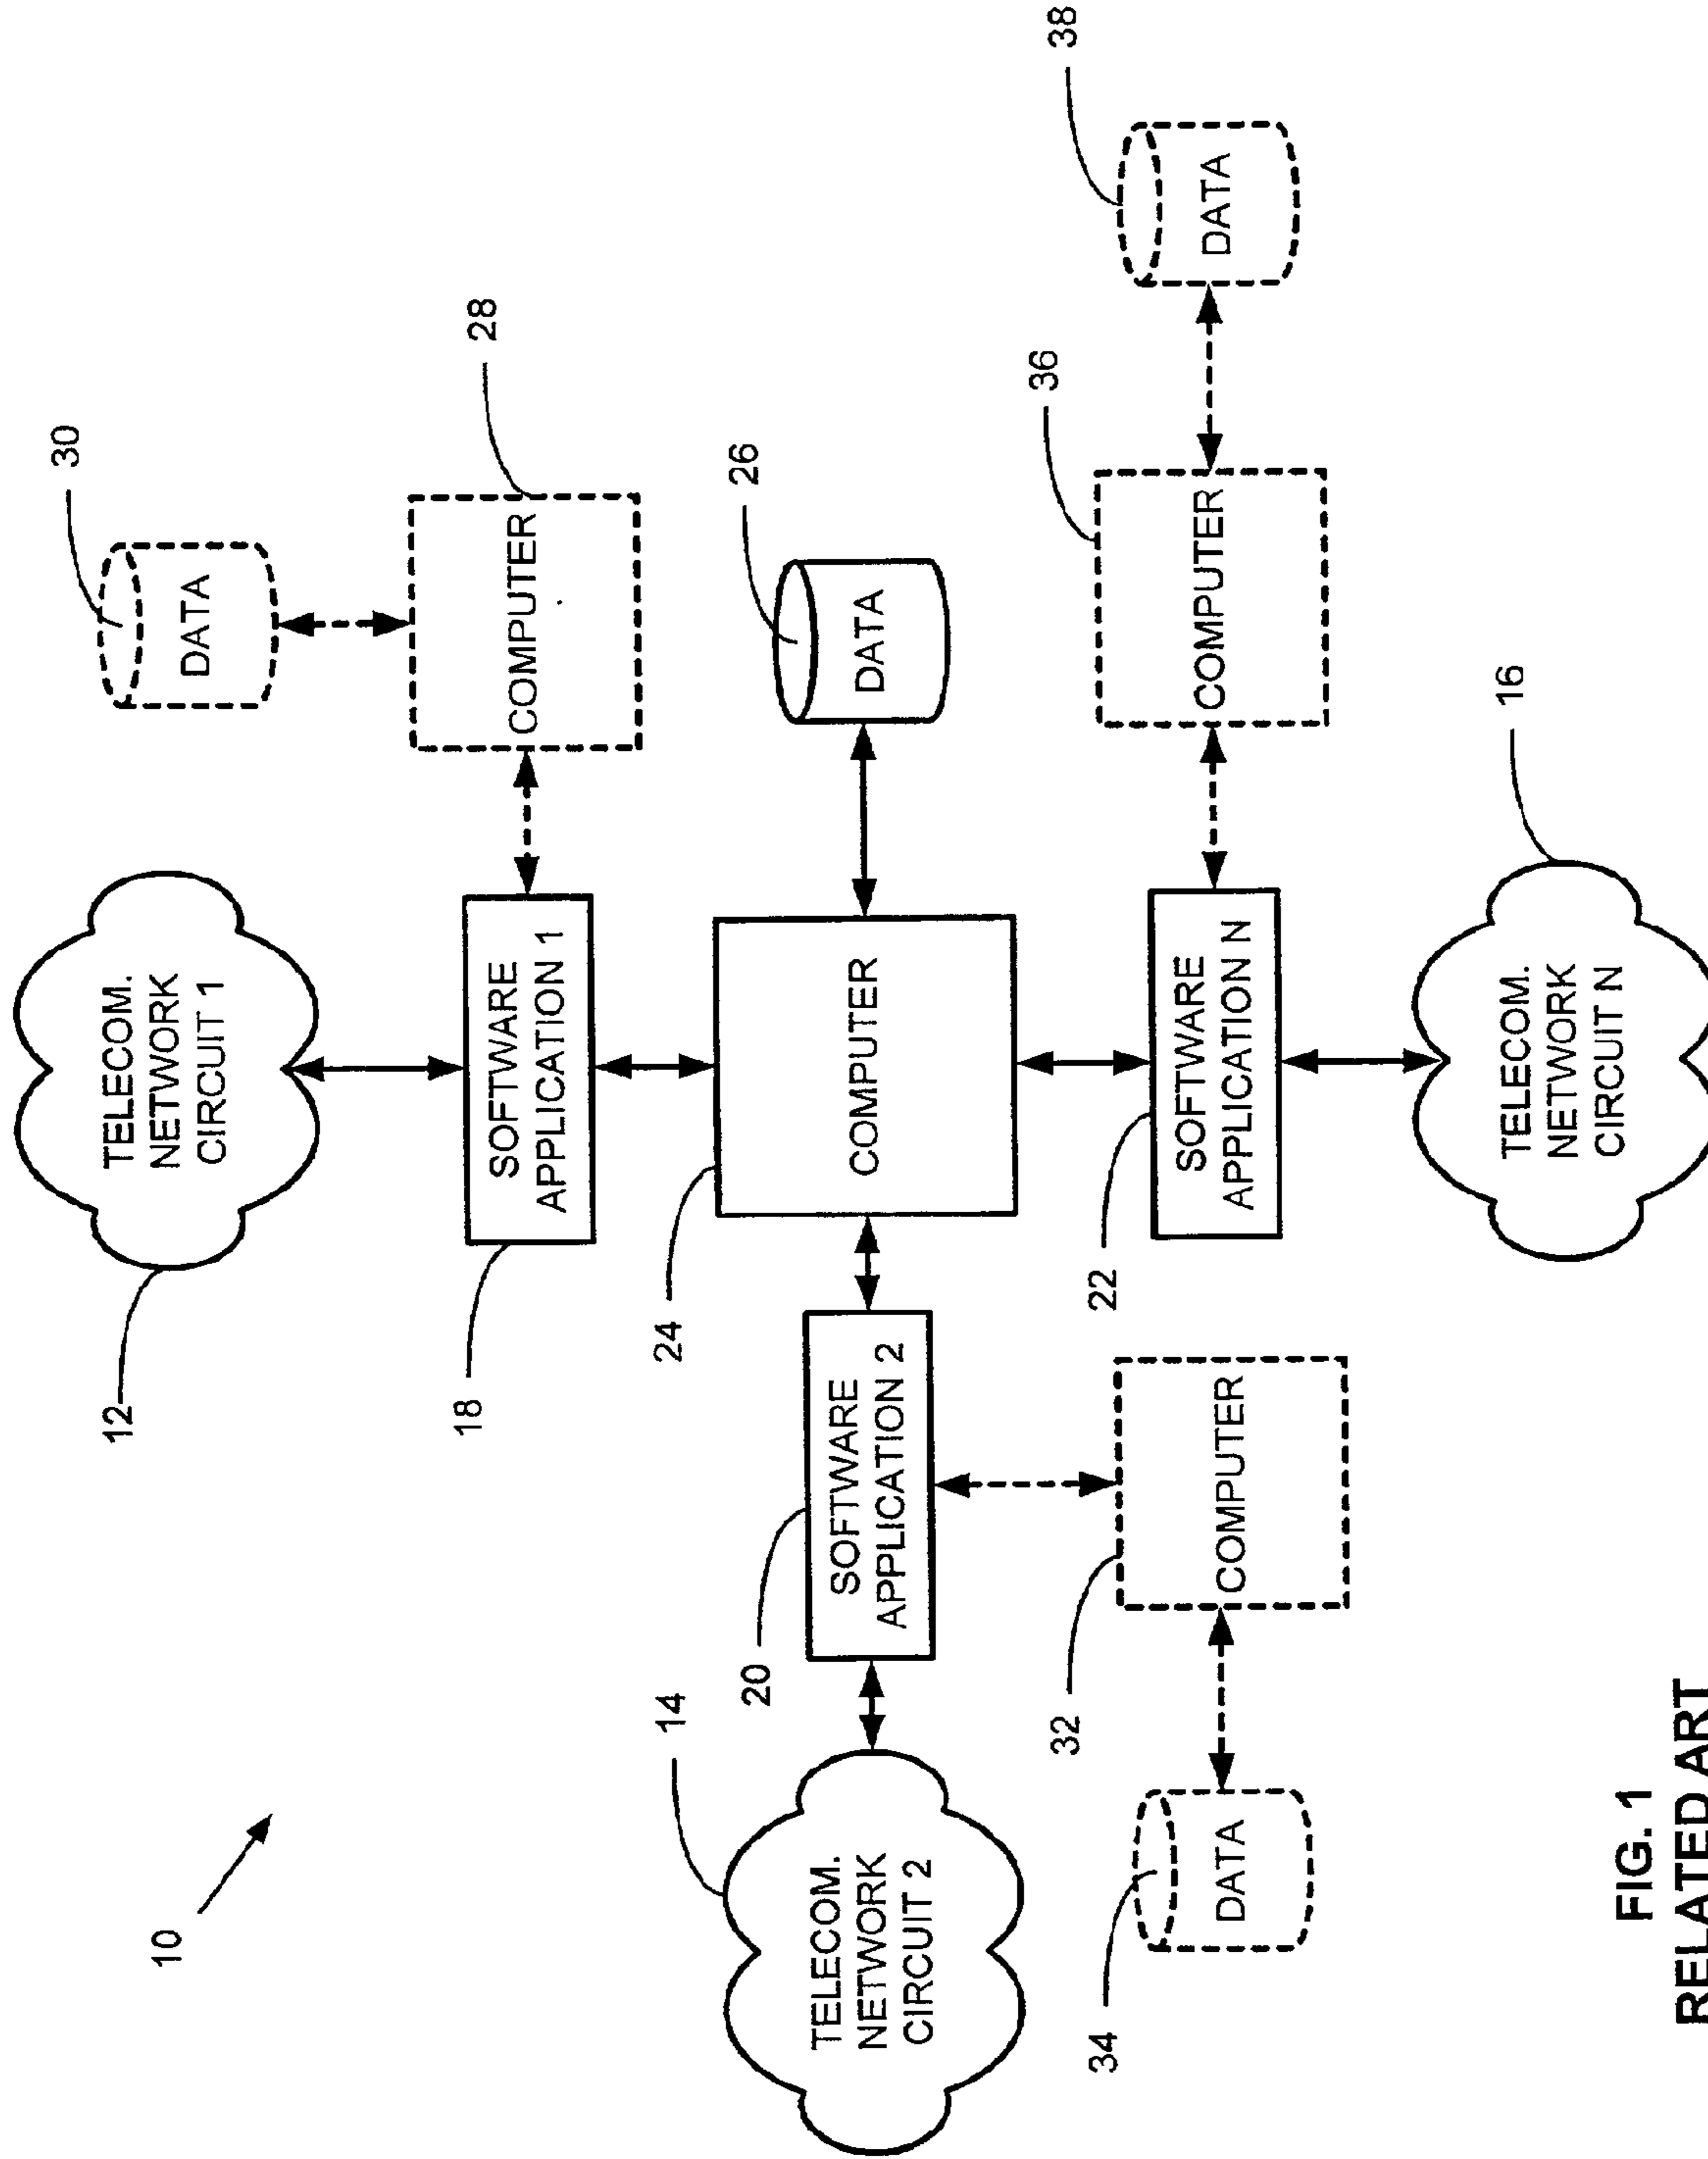 10
12
TELECOM.
NETWORK
CIRCUIT 1
30
DATA
18
SOFTWARE
APPLICATION 1
COMPUTER
28
14
TELECOM.
NETWORK
CIRCUIT 2
20
SOFTWARE
APPLICATION 2
24
COMPUTER
DATA
26
34
DATA
32
COMPUTER
22
SOFTWARE
APPLICATION N
COMPUTER
36
DATA
38
TELECOM.
NETWORK
CIRCUIT N
16
FIG. 1
RELATED ART